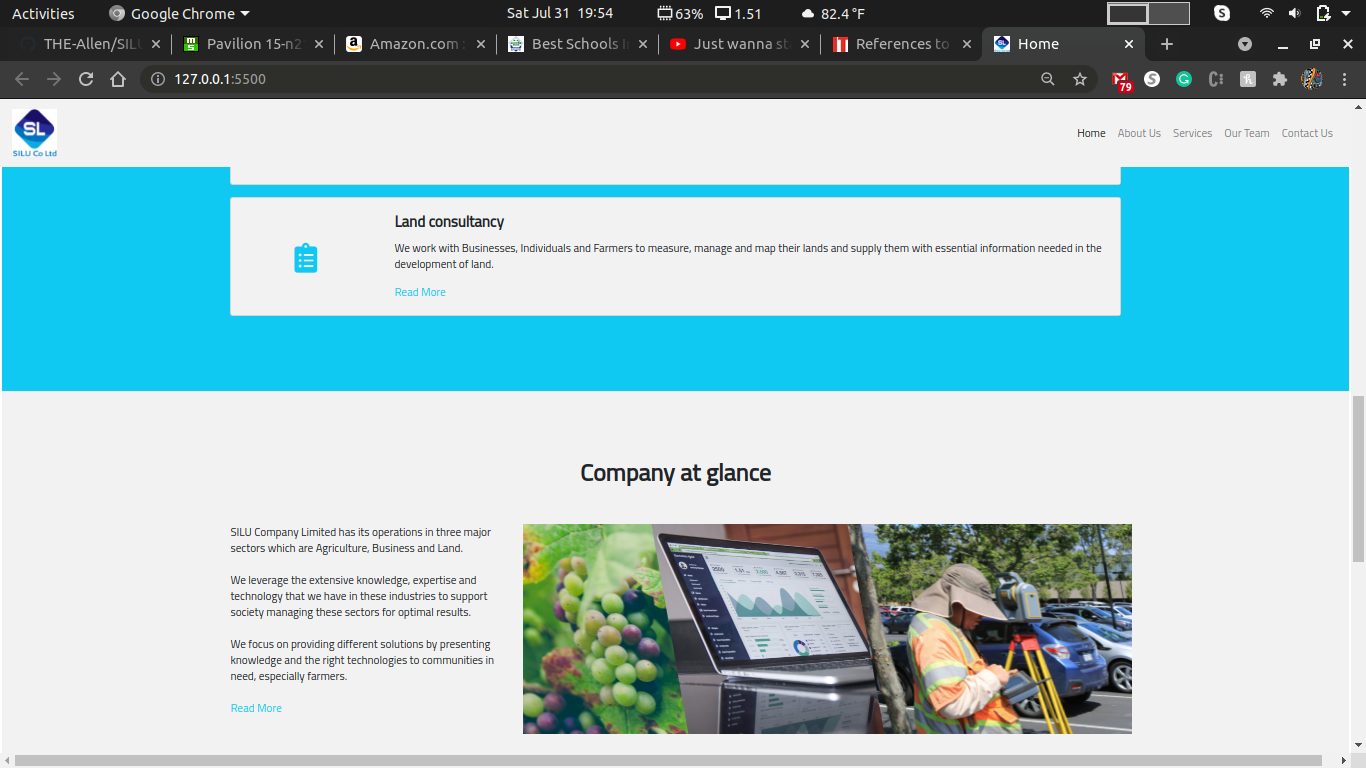 Activities Google Chrome Sat Jul 31 19:54 63% 1.51 82.4 °F
THE-Allen/SIL Pavilion 15-n2 Amazon.com : Best Schools I Just wanna st References to Home
127.0.0.1:5500 79
SL
SILU Co Ltd
Home About Us Services Our Team Contact Us
Land consultancy
We work with Businesses, Individuals and Farmers to measure, manage and map their lands and supply them with essential information needed in the
development of land.
Read More
Company at glance
SILU Company Limited has its operations in three major
sectors which are Agriculture, Business and Land.
We leverage the extensive knowledge, expertise and
technology that we have in these industries to support
society managing these sectors for optimal results.
We focus on providing different solutions by presenting
knowledge and the right technologies to communities in
need, especially farmers.
Read More